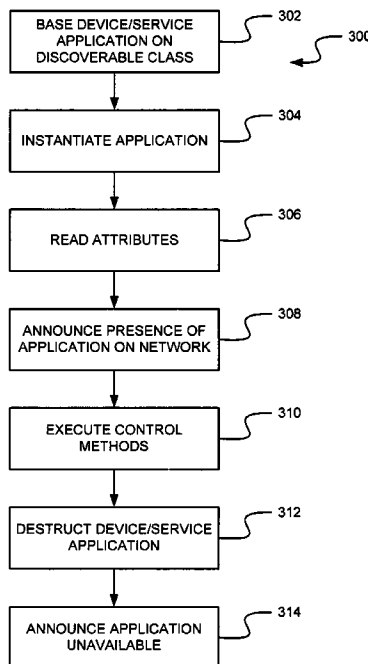 BASE DEVICE/SERVICE
APPLICATION ON
DISCOVERABLE CLASS
302
300
INSTANTIATE APPLICATION
304
READ ATTRIBUTES
306
ANNOUNCE PRESENCE OF
APPLICATION ON NETWORK
308
EXECUTE CONTROL
METHODS
310
DESTRUCT DEVICE/SERVICE
APPLICATION
312
ANNOUNCE APPLICATION
UNAVAILABLE
314